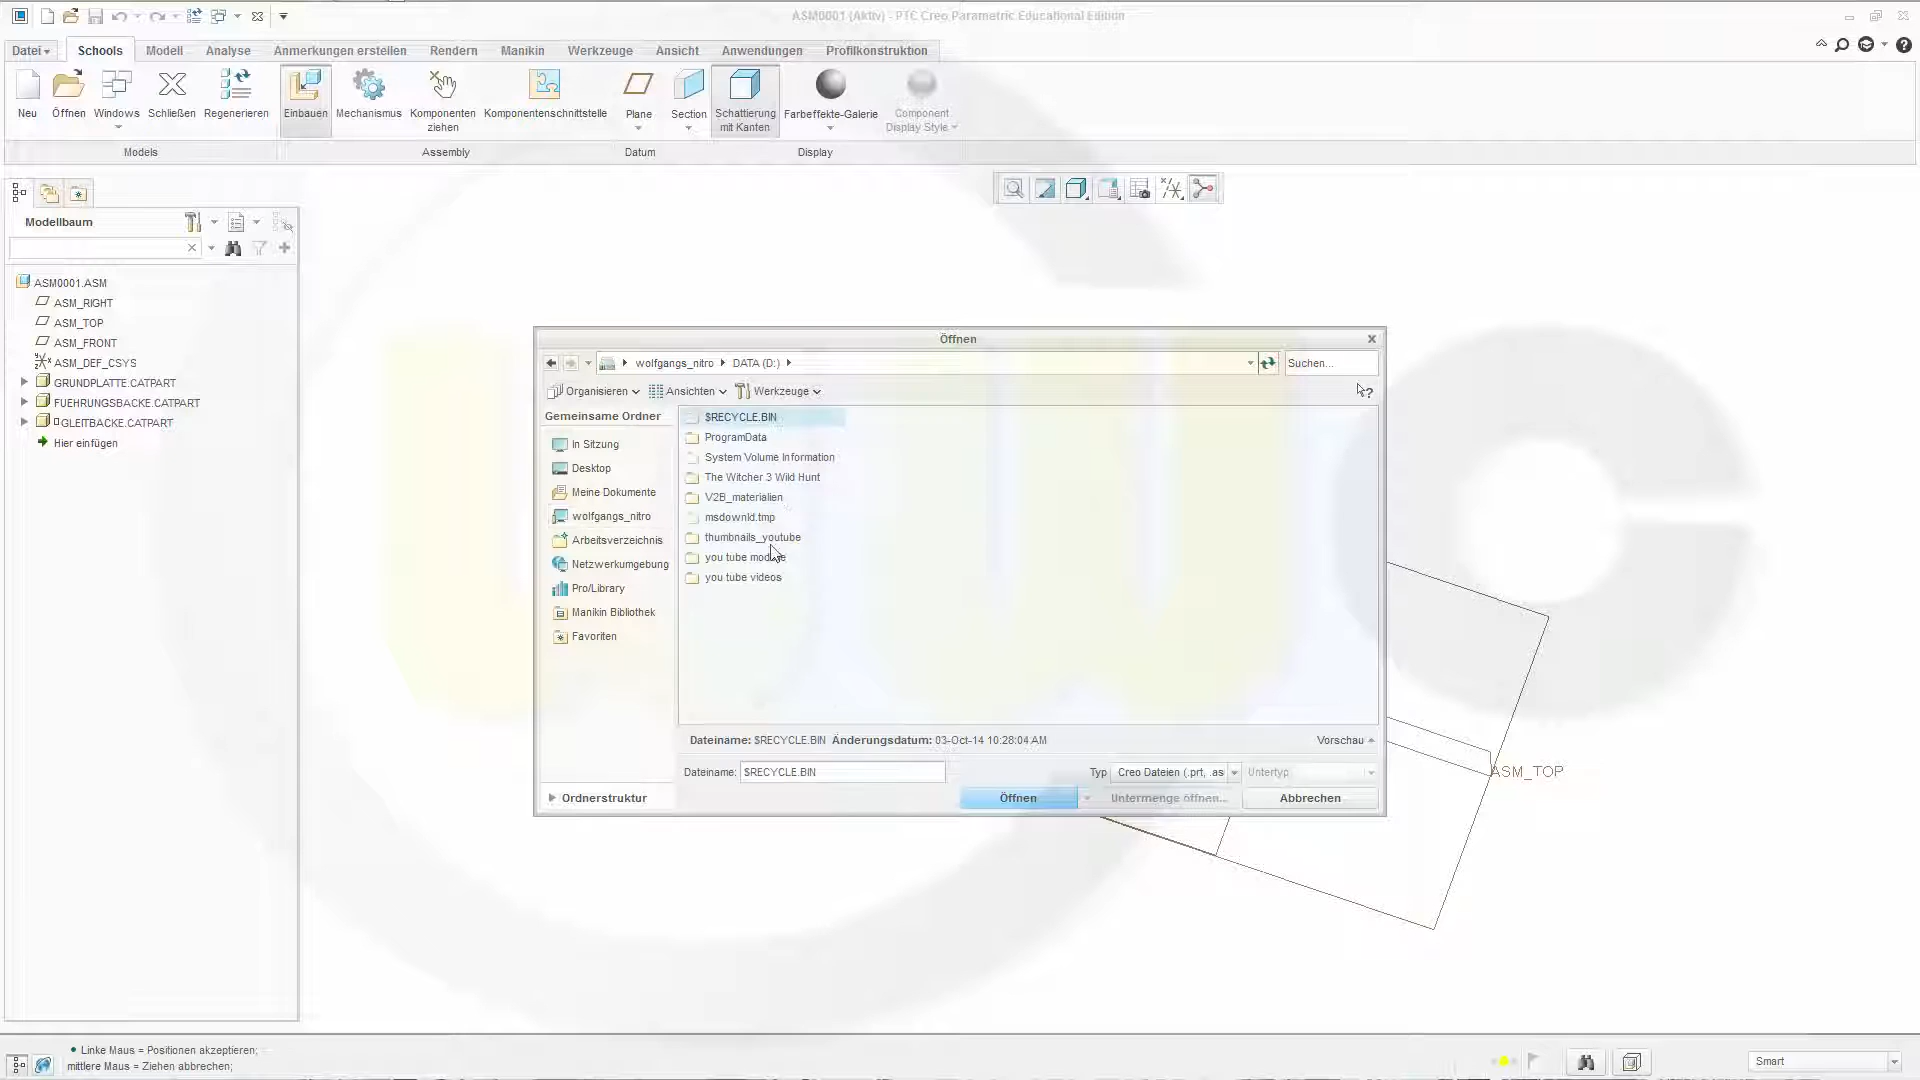 ASM0001 (Aktiv) - PTC Creo Parametric Educational Edition
Datei Schools Modell Analyse Anmerkungen erstellen Rendern Manikin Werkzeuge Ansicht Anwendungen Profilkonstruktion
Neu Öffnen Windows Schließen Regenerieren Einbauen Mechanismus Komponenten ziehen Komponentenschnittstelle Plane Section Schattierung mit Kanten Farbeffekte-Galerie Component Display Style
Models Assembly Datum Display
Modellbaum
ASM0001.ASM
ASM_RIGHT
ASM_TOP
ASM_FRONT
ASM_DEF_CSYS
GRUNDPLATTE.CATPART
FUEHRUNGSBACKE.CATPART
GLEITBACKE.CATPART
Hier einfügen
Öffnen
wolfgangs_nitro DATA (D:) Suchen...
Organisieren Ansichten Werkzeuge
Gemeinsame Ordner
In Sitzung
Desktop
Meine Dokumente
wolfgangs_nitro
Arbeitsverzeichnis
Netzwerkumgebung
Pro/Library
Manikin Bibliothek
Favoriten
Ordnerstruktur
$RECYCLE.BIN
ProgramData
System Volume Information
The Witcher 3 Wild Hunt
V2B_materialien
msdownld.tmp
thumbnails_youtube
you tube
you tube videos
Dateiname: $RECYCLE.BIN Änderungsdatum: 03-Oct-14 10:28:04 AM Vorschau
Dateiname: $RECYCLE.BIN Typ Creo Dateien (.prt, .as Untertyp
Öffnen Untermenge öffnen... Abbrechen
ASM_TOP
Linke Maus = Positionen akzeptieren;
mittlere Maus = Ziehen abbrechen;
Smart